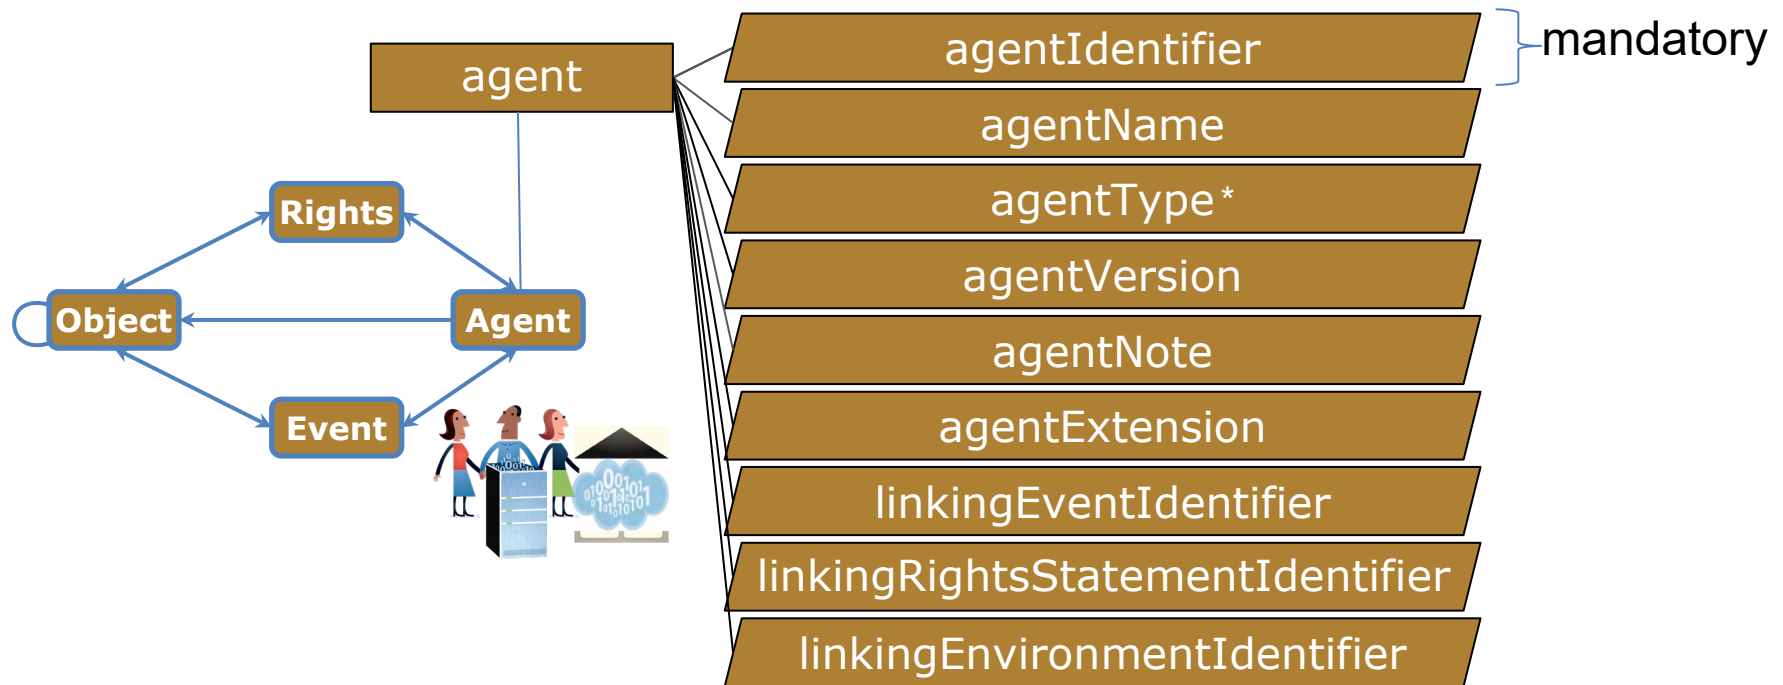 agent
agentIdentifier
mandatory
agentName
agentType*
agentVersion
agentNote
agentExtension
linkingEventIdentifier
linkingRightsStatementIdentifier
linkingEnvironmentIdentifier
Rights
Object
Agent
Event